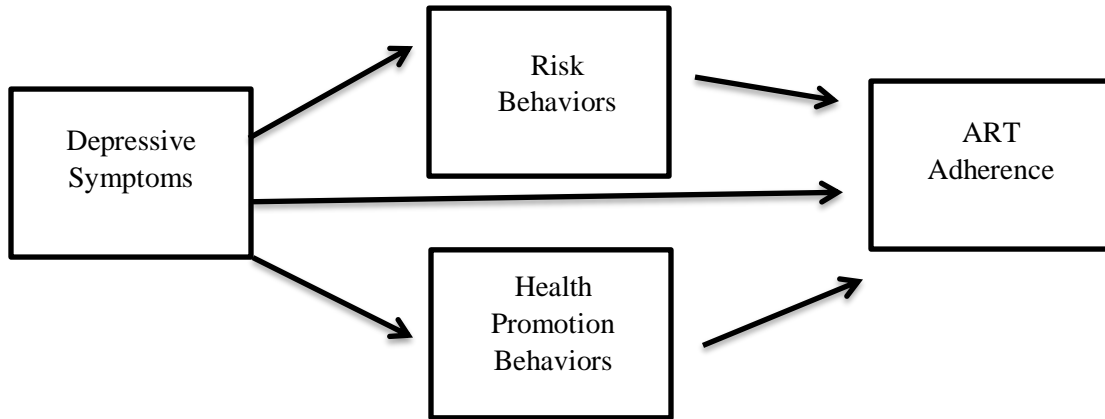 Depressive
Symptoms
Risk
Behaviors
Health
Promotion
Behaviors
ART
Adherence